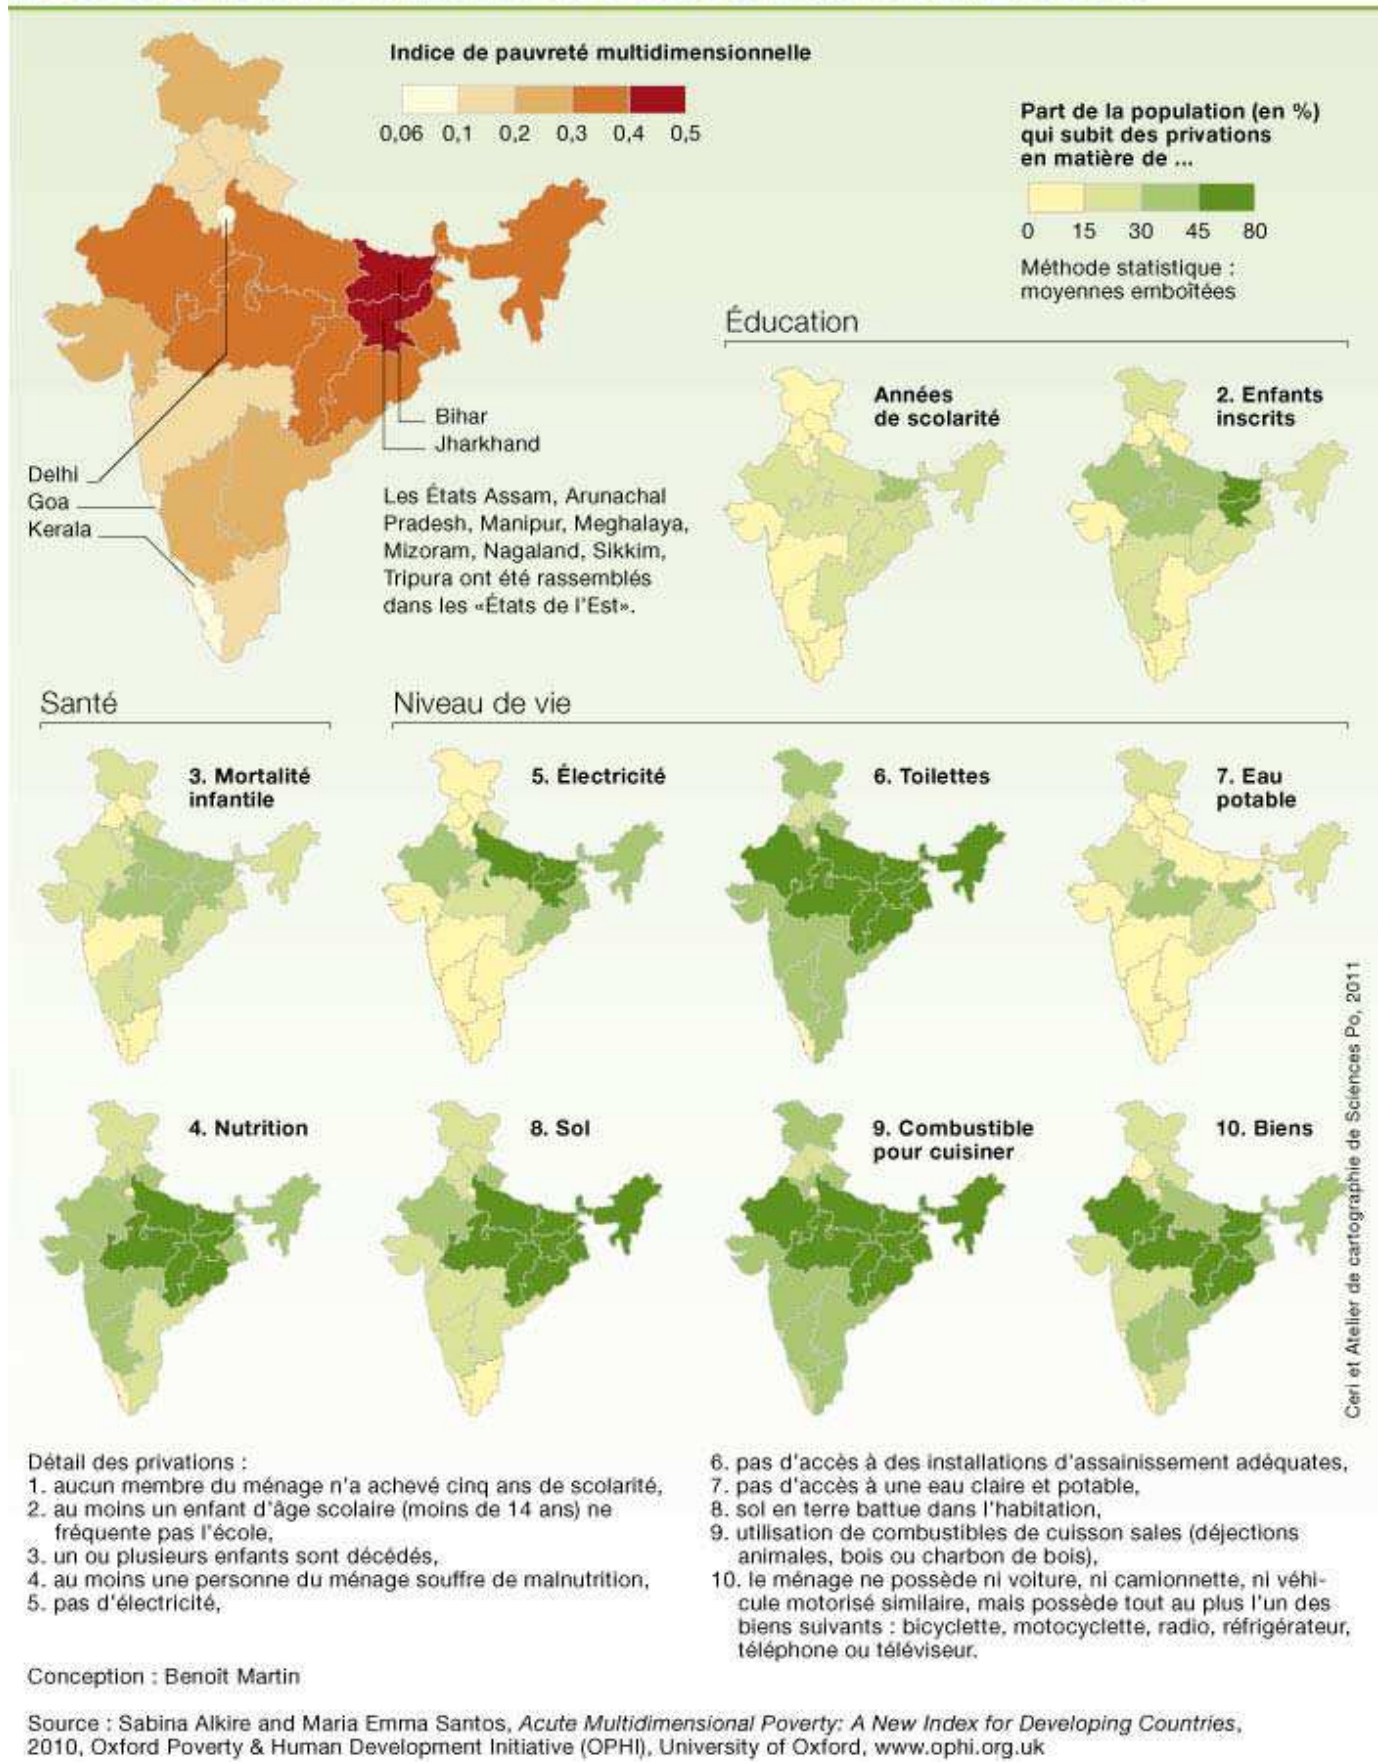 Indice de pauvreté multidimensionnelle
0,06 0,1 0,2 0,3 0,4 0,5
Part de la population (en %)
qui subit des privations
en matière de ...
0 15 30 45 80
Méthode statistique :
moyennes emboîtées
Bihar
Jharkhand
Delhi
Goa
Kerala
Les États Assam, Arunachal
Pradesh, Manipur, Meghalaya,
Mizoram, Nagaland, Sikkim,
Tripura ont été rassemblés
dans les «États de l'Est».
Éducation
Années
de scolarité
2. Enfants
inscrits
Santé
Niveau de vie
3. Mortalité
infantile
5. Électricité
6. Toilettes
7. Eau
potable
4. Nutrition
8. Sol
9. Combustible
pour cuisiner
10. Biens
Ceri et Atelier de cartographie de Sciences Po, 2011
Détail des privations :
1. aucun membre du ménage n'a achevé cinq ans de scolarité,
2. au moins un enfant d'âge scolaire (moins de 14 ans) ne
fréquente pas l'école,
3. un ou plusieurs enfants sont décédés,
4. au moins une personne du ménage souffre de malnutrition,
5. pas d'électricité,
6. pas d'accès à des installations d'assainissement adéquates,
7. pas d'accès à une eau claire et potable,
8. sol en terre battue dans l'habitation,
9. utilisation de combustibles de cuisson sales (déjections
animales, bois ou charbon de bois),
10. le ménage ne possède ni voiture, ni camionnette, ni véhi-
cule motorisé similaire, mais possède tout au plus l'un des
biens suivants : bicyclette, motocyclette, radio, réfrigérateur,
téléphone ou téléviseur.
Conception : Benoît Martin
Source : Sabina Alkire and Maria Emma Santos, Acute Multidimensional Poverty: A New Index for Developing Countries,
2010, Oxford Poverty & Human Development Initiative (OPHI), University of Oxford, www.ophi.org.uk